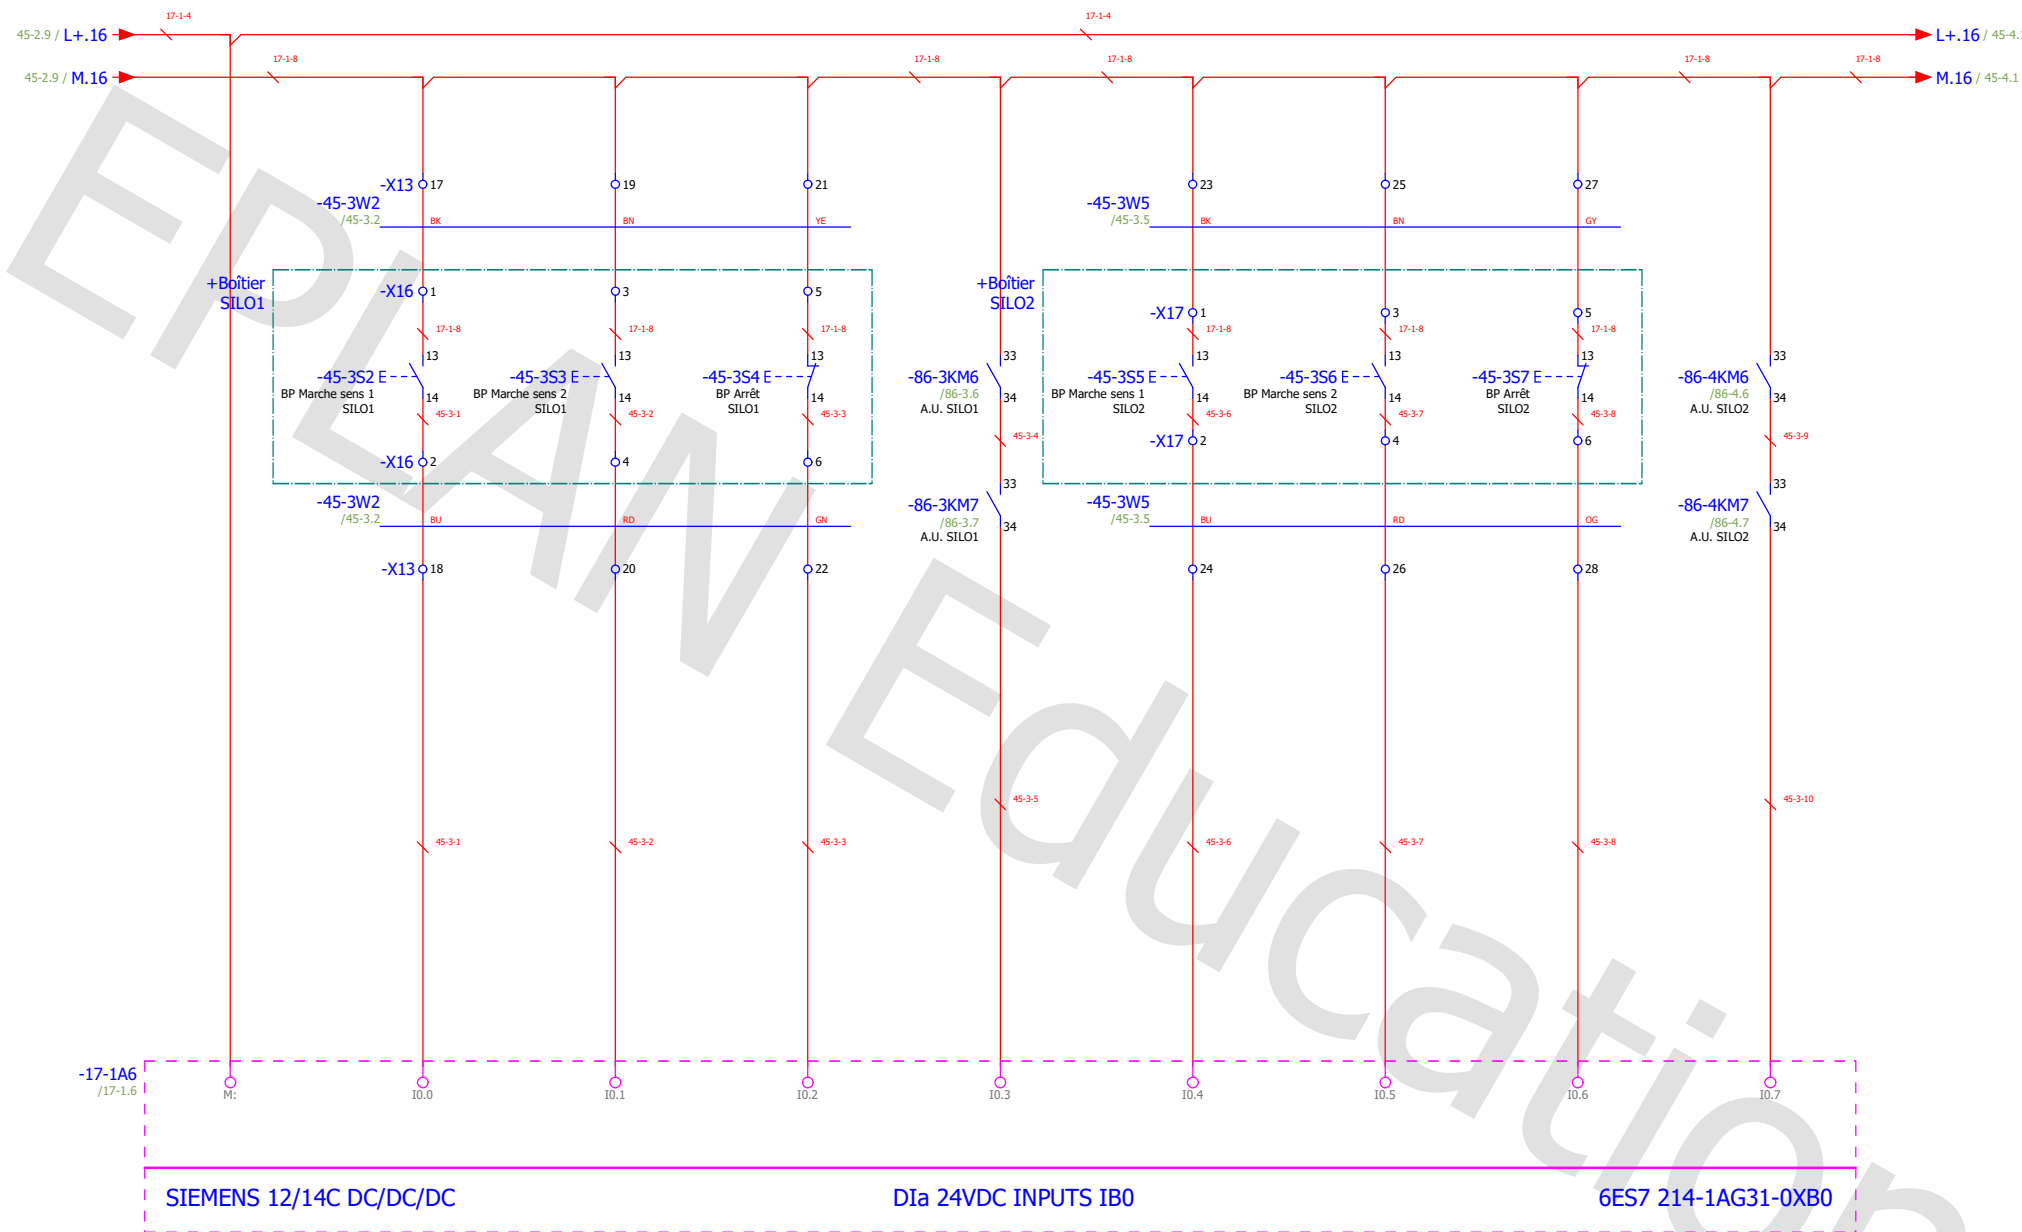 17-1-4
17-1-4
45-2.9 / L+.16
L+.16 / 45-4.
17-1-8
17-1-8
17-1-8
17-1-8
17-1-8
45-2.9 / M.16
M.16 / 45-4.1
-X13 17
19
21
23
25
27
-45-3W2
/45-3.2
BK
BN
YE
-45-3W5
/45-3.5
BK
BN
GY
+Boîtier
SILO1
-X16 1
3
5
+Boîtier
SILO2
-X17 1
3
5
17-1-8
17-1-8
17-1-8
17-1-8
17-1-8
17-1-8
13
13
13
33
13
13
13
33
-45-3S2 E
BP Marche sens 1
SILO1
14
-45-3S3 E
BP Marche sens 2
SILO1
14
-45-3S4 E
BP Arrêt
SILO1
14
-86-3KM6
/86-3.6
A.U. SILO1
34
-45-3S5 E
BP Marche sens 1
SILO2
14
-45-3S6 E
BP Marche sens 2
SILO2
14
-45-3S7 E
BP Arrêt
SILO2
14
-86-4KM6
/86-4.6
A.U. SILO2
34
45-3-1
45-3-2
45-3-3
45-3-4
45-3-6
45-3-7
45-3-8
45-3-9
-X16 2
4
6
-X17 2
4
6
-45-3W2
/45-3.2
BU
RD
GN
33
-86-3KM7
/86-3.7
A.U. SILO1
34
-45-3W5
/45-3.5
BU
RD
OG
33
-86-4KM7
/86-4.7
A.U. SILO2
34
-X13 18
20
22
24
26
28
45-3-5
45-3-10
45-3-1
45-3-2
45-3-3
45-3-6
45-3-7
45-3-8
-17-1A6
/17-1.6
M:
I0.0
I0.1
I0.2
I0.3
I0.4
I0.5
I0.6
I0.7
SIEMENS 12/14C DC/DC/DC
DIa 24VDC INPUTS IB0
6ES7 214-1AG31-0XB0
EPLAN Education